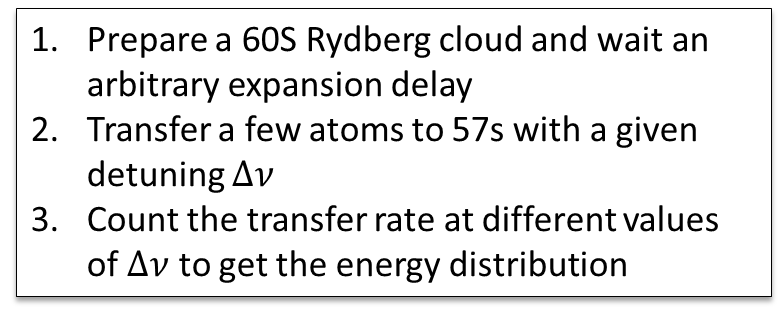 1. Prepare a 60S Rydberg cloud and wait an
arbitrary expansion delay
2. Transfer a few atoms to 57s with a given
detuning Δν
3. Count the transfer rate at different values
of Δν to get the energy distribution